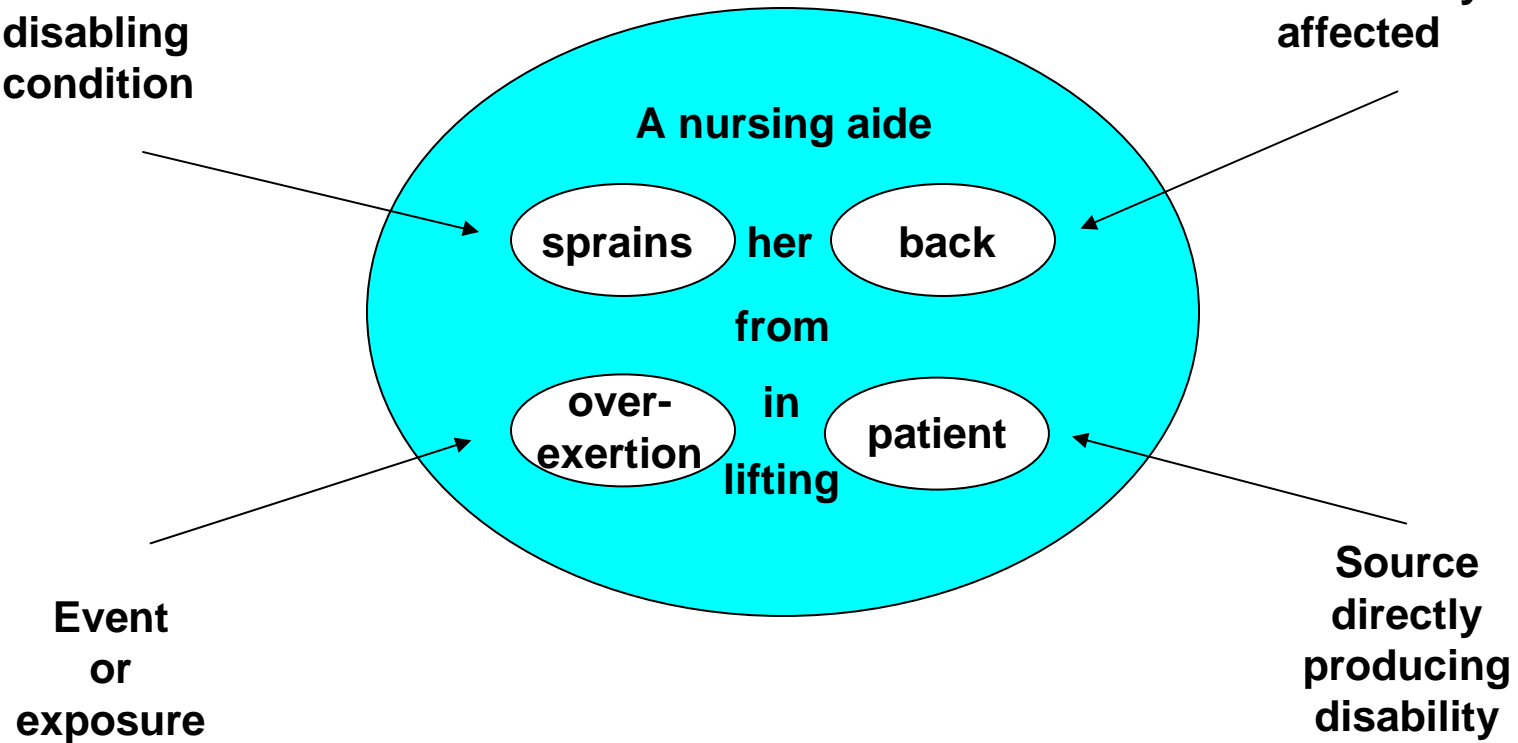 disabling
condition
affected
A nursing aide
sprains her back
from
over-
exertion
in
lifting
patient
Event
or
exposure
Source
directly
producing
disability